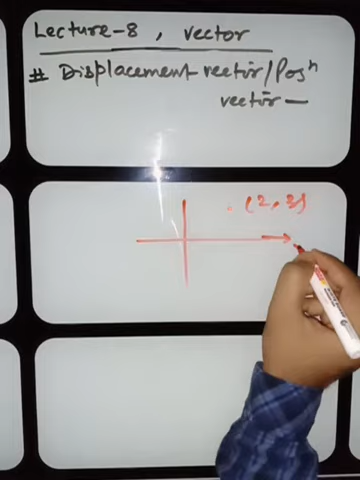 Lecture-8, vector
# Displacement vector/Posⁿ
vector —
(2, 3)